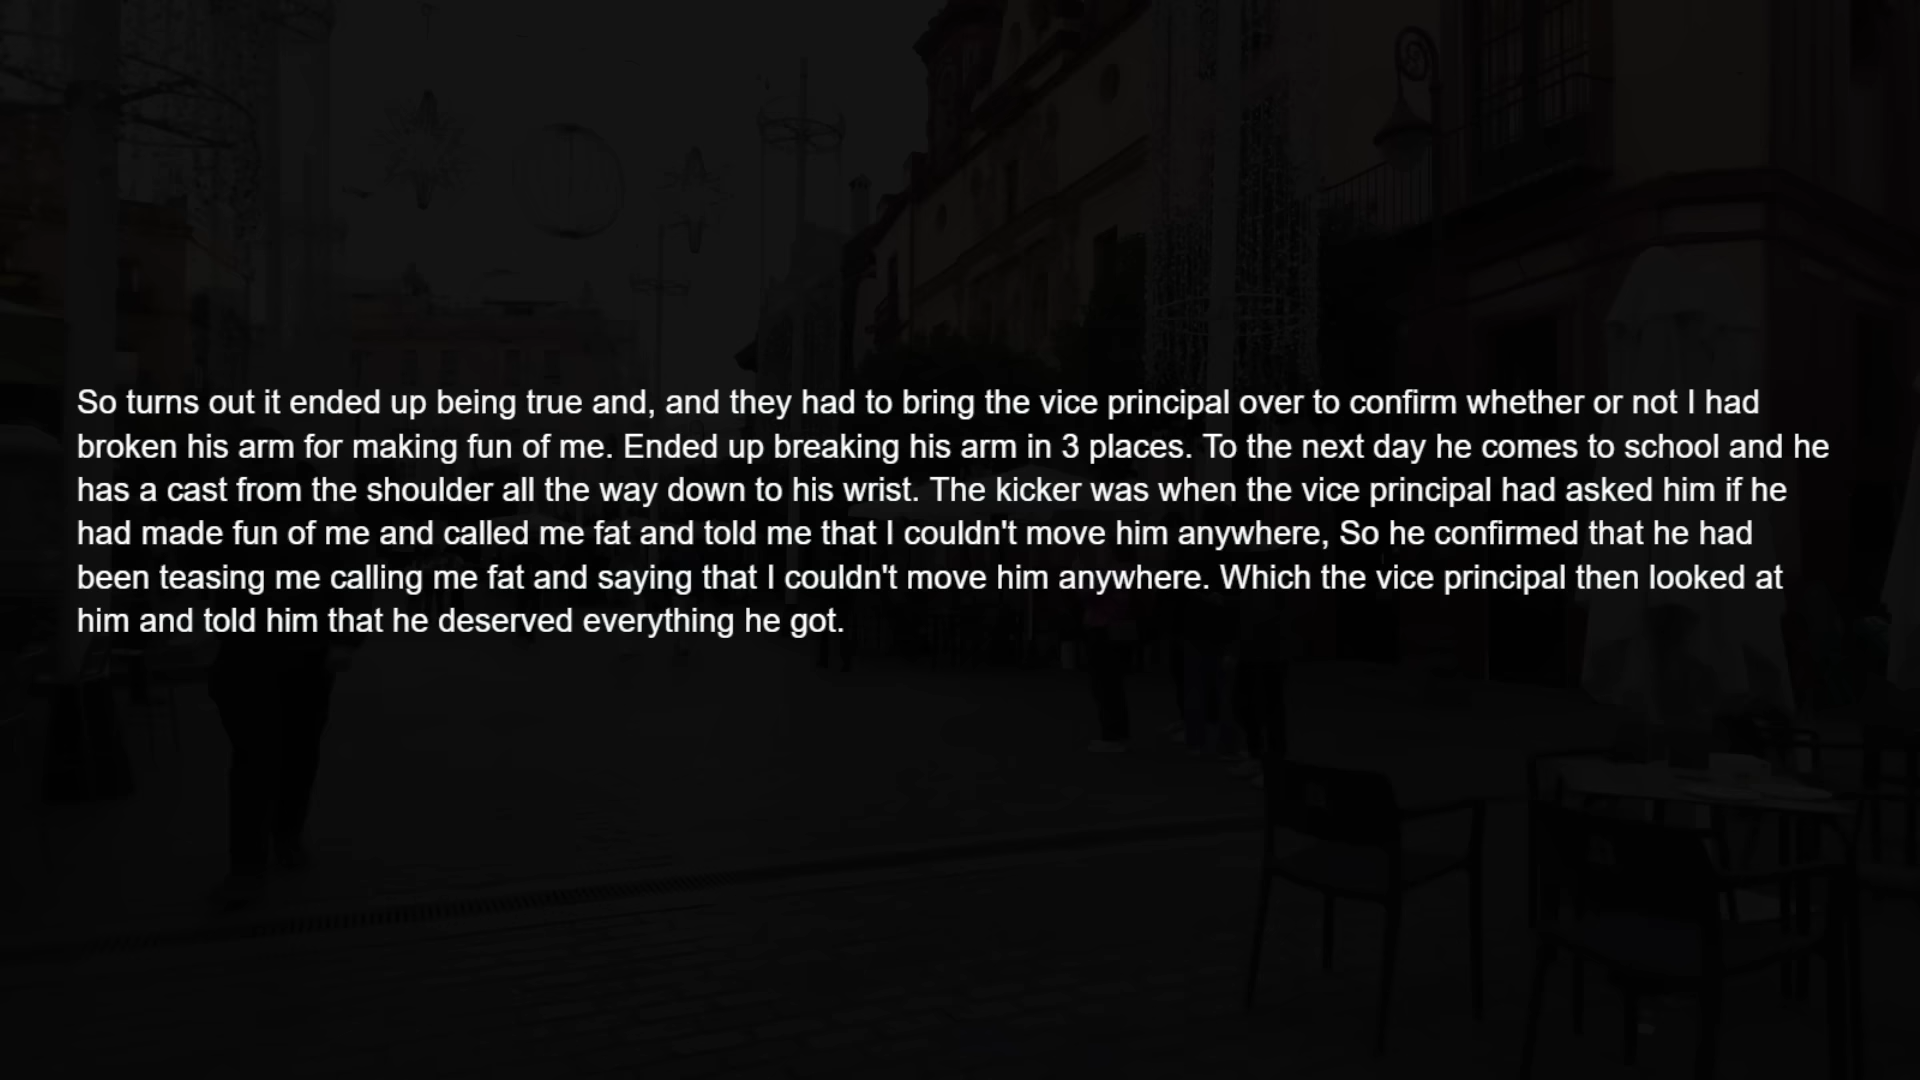 So turns out it ended up being true and, and they had to bring the vice principal over to confirm whether or not I had
broken his arm for making fun of me. Ended up breaking his arm in 3 places. To the next day he comes to school and he
has a cast from the shoulder all the way down to his wrist. The kicker was when the vice principal had asked him if he
had made fun of me and called me fat and told me that I couldn't move him anywhere, So he confirmed that he had
been teasing me calling me fat and saying that I couldn't move him anywhere. Which the vice principal then looked at
him and told him that he deserved everything he got.